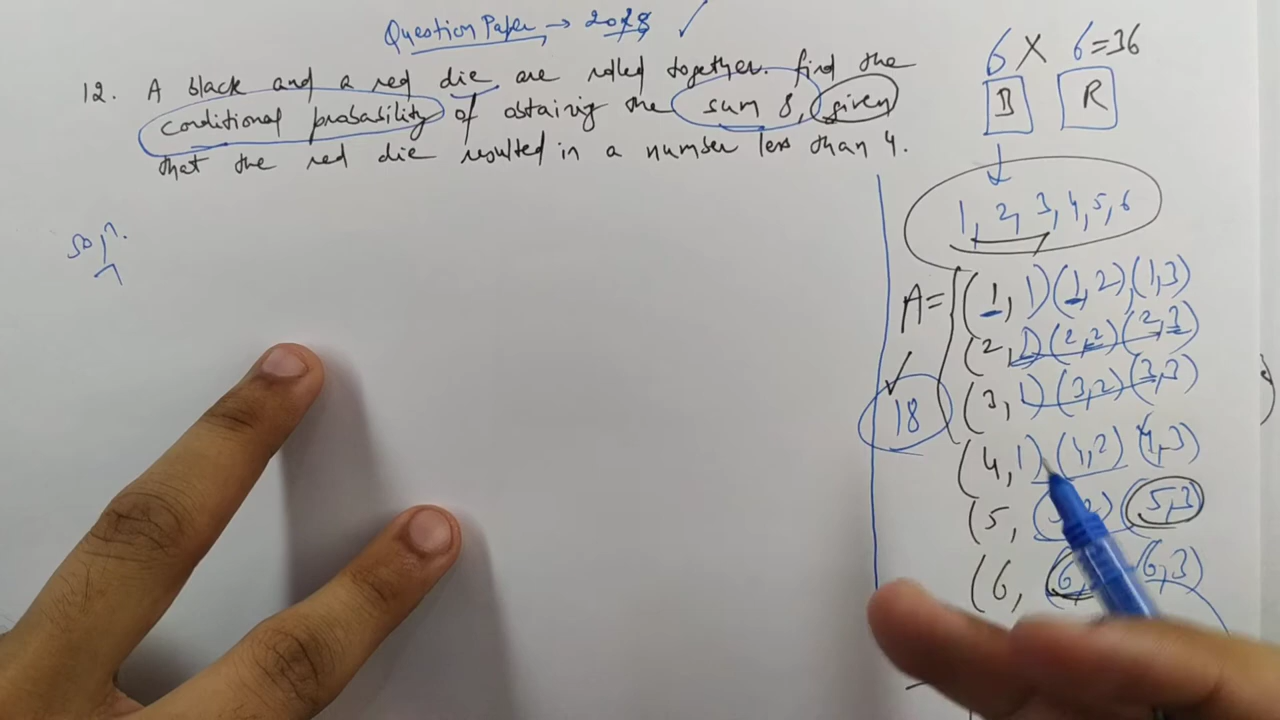 Question Paper → 2018 ✓
12. A black and a red die are rolled together. find the
conditional probability of obtaining the sum 8, given
that the red die resulted in a number less than 4.
Soln.
6 X 6=36
B R
1, 2, 3, 4, 5, 6
A= (1, 1) (1, 2), (1, 3)
(2, 1) (2, 2) (2, 3)
(3, 1) (3, 2) (3, 3)
✓
18
(4, 1) (4, 2) (4, 3)
(5, (5, 3)
(6, 6, 3)